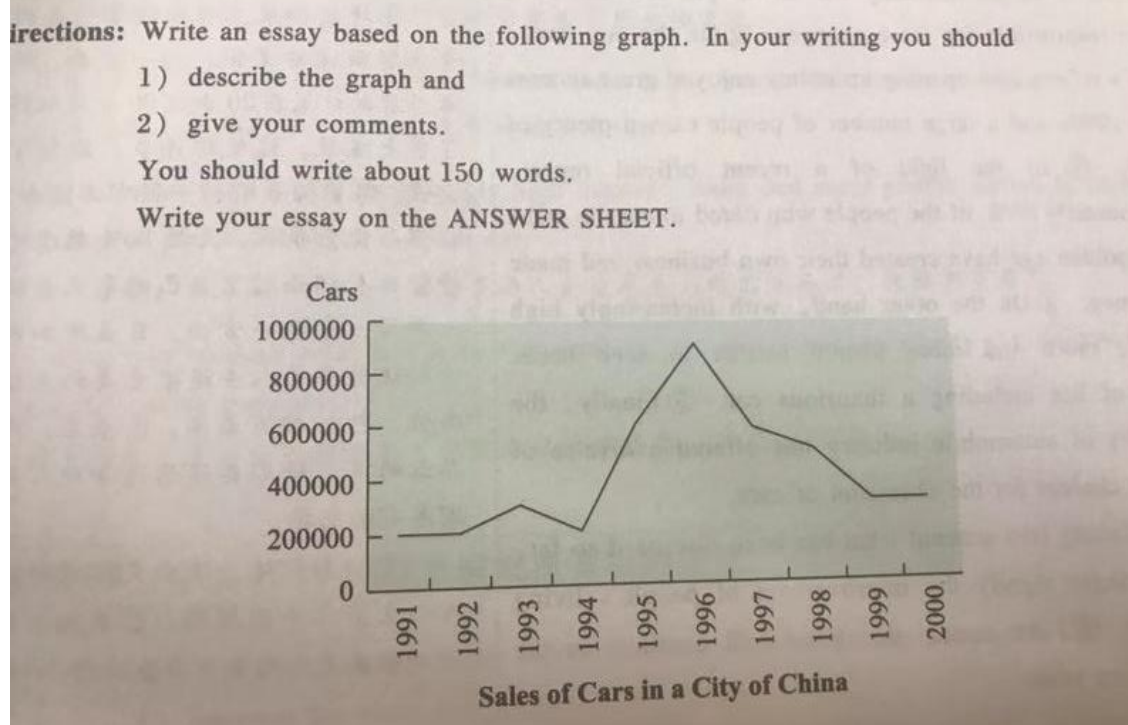 irections: Write an essay based on the following graph. In your writing you should
1) describe the graph and
2) give your comments.
You should write about 150 words.
Write your essay on the ANSWER SHEET.
Cars
1000000
800000
600000
400000
200000
0
1991 1992 1993 1994 1995 1996 1997 1998 1999 2000
Sales of Cars in a City of China